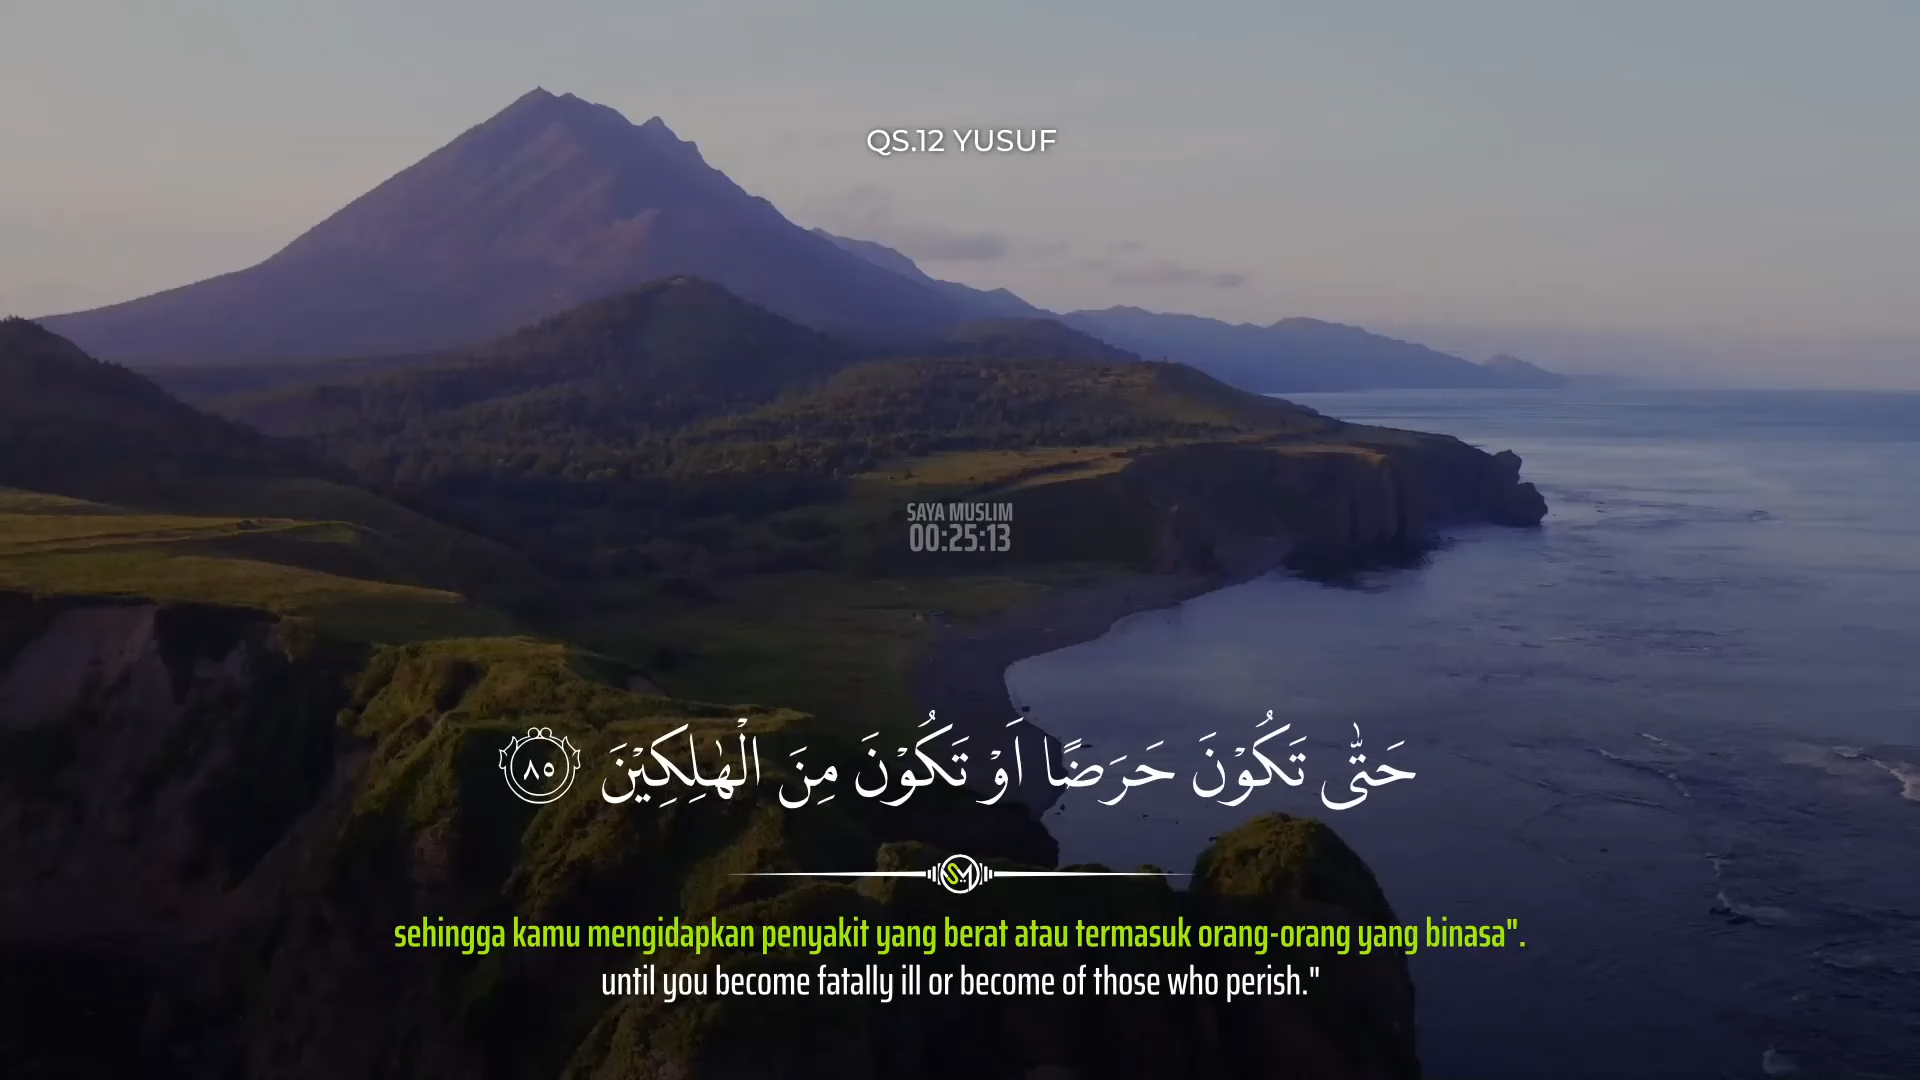 QS.12 YUSUF
SAYA MUSLIM
00:25:13
حَتّٰى تَكُوْنَ حَرَضًا اَوْ تَكُوْنَ مِنَ الْهٰلِكِيْنَ ٨٥
SM
sehingga kamu mengidapkan penyakit yang berat atau termasuk orang-orang yang binasa".
until you become fatally ill or become of those who perish."